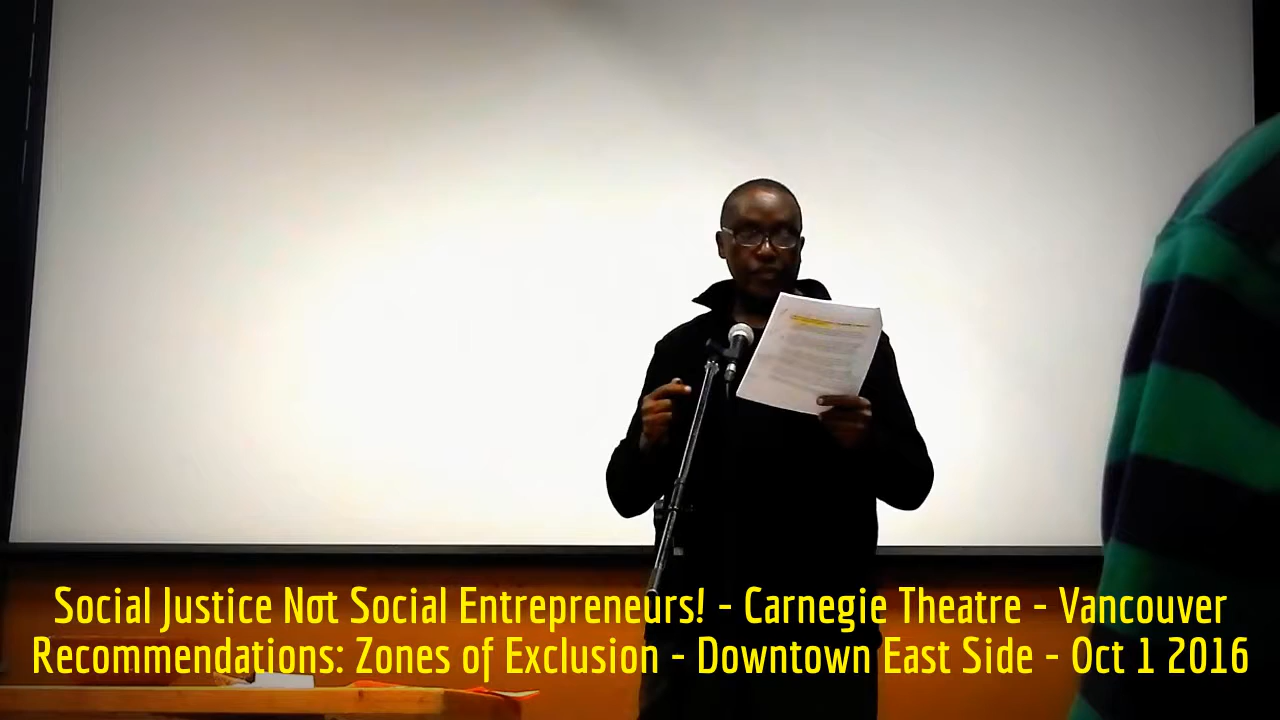 Social Justice Not Social Entrepreneurs! - Carnegie Theatre - Vancouver
Recommendations: Zones of Exclusion - Downtown East Side - Oct 1 2016